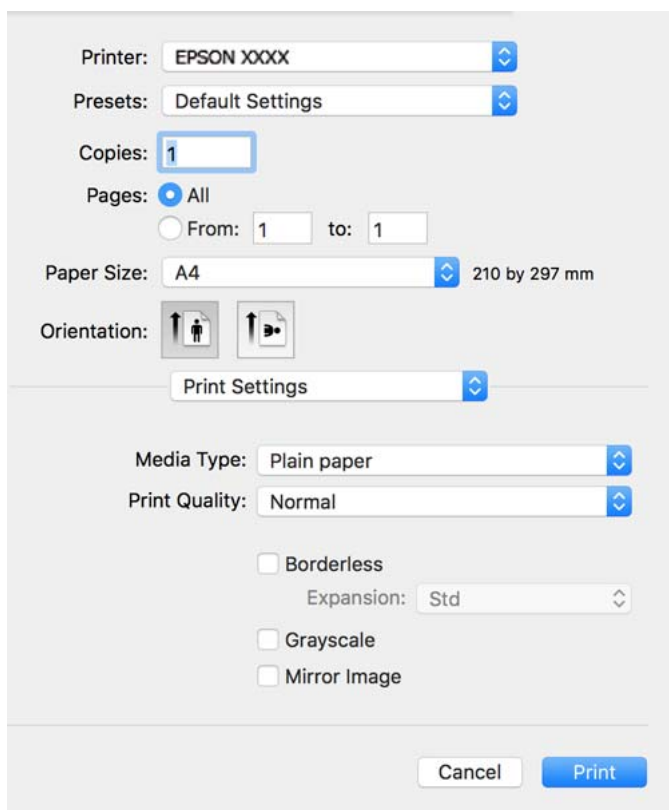 Printer: EPSON XXXX
Presets: Default Settings
Copies: 1
Pages: All
From: 1 to: 1
Paper Size: A4 210 by 297 mm
Orientation:
Print Settings
Media Type: Plain paper
Print Quality: Normal
Borderless
Expansion: Std
Grayscale
Mirror Image
Cancel Print